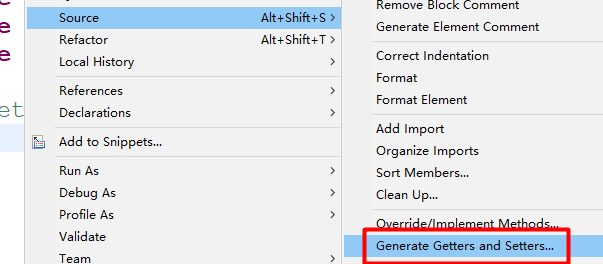 e
e
e
et
Source Alt+Shift+S
Refactor Alt+Shift+T
Local History
References
Declarations
Add to Snippets...
Run As
Debug As
Profile As
Validate
Team
Remove Block Comment
Generate Element Comment
Correct Indentation
Format
Format Element
Add Import
Organize Imports
Sort Members...
Clean Up...
Override/Implement Methods...
Generate Getters and Setters...